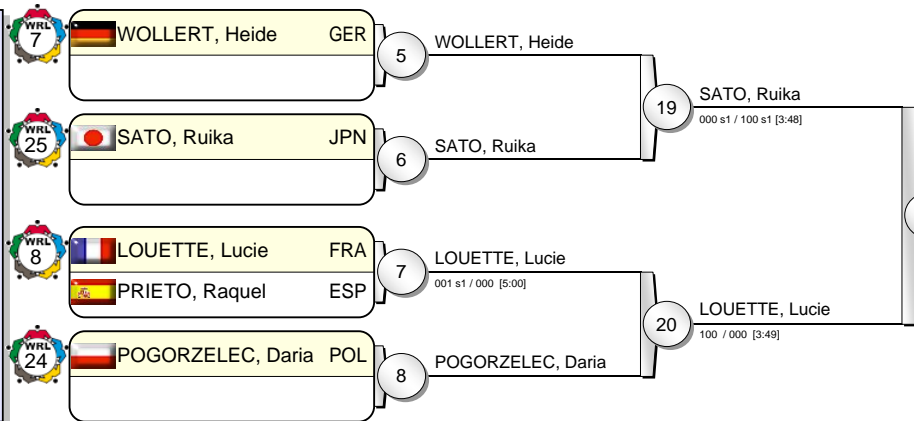 WRL
7
WOLLERT, Heide GER
5
WOLLERT, Heide
19
SATO, Ruika
000 s1 / 100 s1 [3:48]
WRL
25
SATO, Ruika JPN
6
SATO, Ruika
WRL
8
LOUETTE, Lucie FRA
PRIETO, Raquel ESP
7
LOUETTE, Lucie
001 s1 / 000 [5:00]
20
LOUETTE, Lucie
100 / 000 [3:49]
WRL
24
POGORZELEC, Daria POL
8
POGORZELEC, Daria